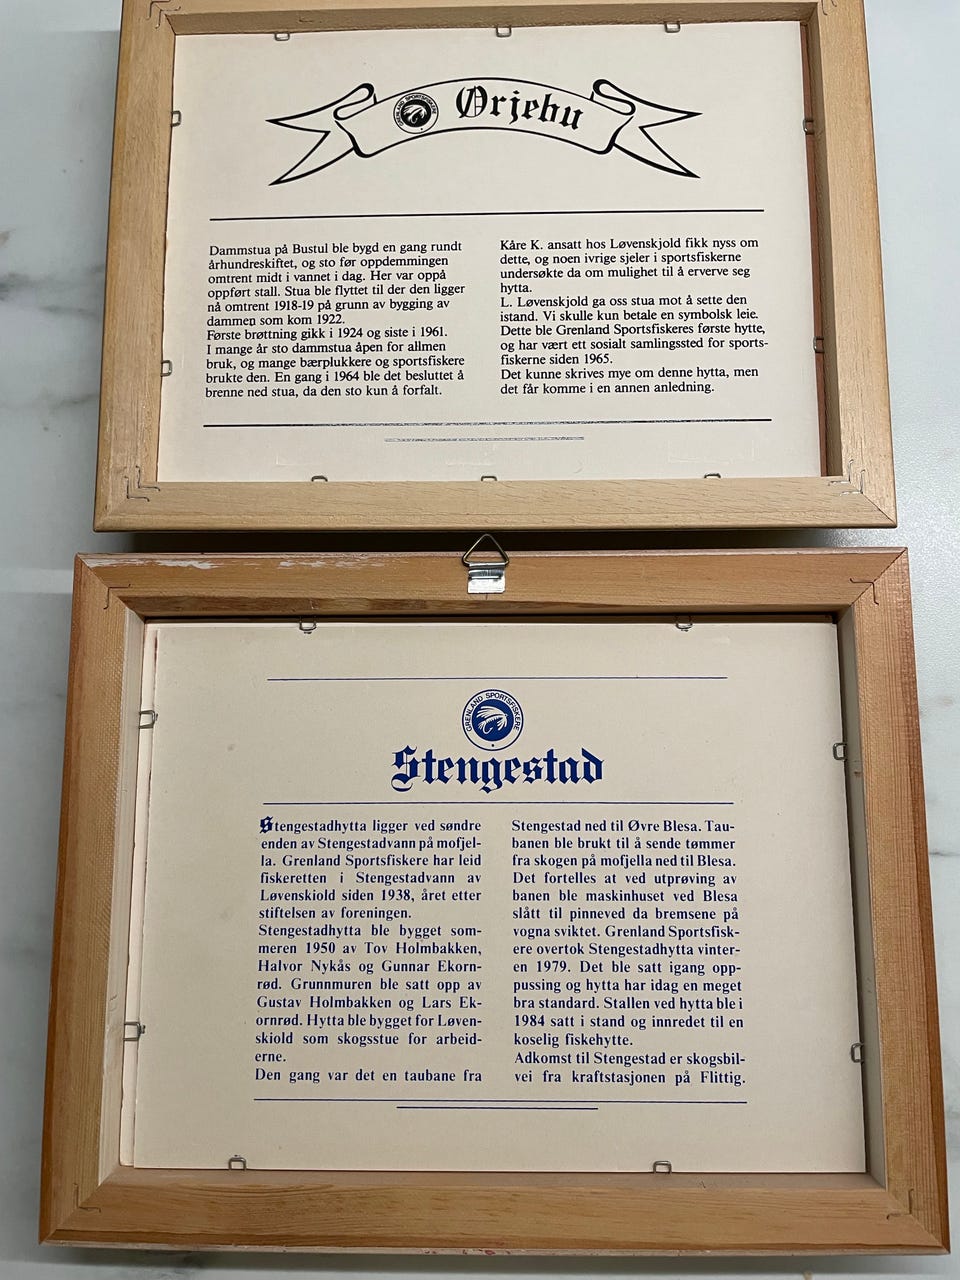 GRENLAND SPORTSFISKERE
Ørjebu
Dammstua på Bustul ble bygd en gang rundt
århundreskiftet, og sto før oppdemmingen
omtrent midt i vannet i dag. Her var oppå
oppført stall. Stua ble flyttet til der den ligger
nå omtrent 1918-19 på grunn av bygging av
dammen som kom 1922.
Første brøttning gikk i 1924 og siste i 1961.
I mange år sto dammstua åpen for allmen
bruk, og mange bærplukkere og sportsfiskere
brukte den. En gang i 1964 ble det besluttet å
brenne ned stua, da den sto kun å forfalt.
Kåre K. ansatt hos Løvenskjold fikk nyss om
dette, og noen ivrige sjeler i sportsfiskerne
undersøkte da om mulighet til å erverve seg
hytta.
L. Løvenskjold ga oss stua mot å sette den
istand. Vi skulle kun betale en symbolsk leie.
Dette ble Grenland Sportsfiskeres første hytte,
og har vært ett sosialt samlingssted for sports-
fiskerne siden 1965.
Det kunne skrives mye om denne hytta, men
det får komme i en annen anledning.
GRENLAND SPORTSFISKERE
Stengestad
Stengestadhytta ligger ved søndre
enden av Stengestadvann på mofjel-
la. Grenland Sportsfiskere har leid
fiskeretten i Stengestadvann av
Løvenskiold siden 1938, året etter
stiftelsen av foreningen.
Stengestadhytta ble bygget som-
meren 1950 av Tov Holmbakken,
Halvor Nykås og Gunnar Ekorn-
rød. Grunnmuren ble satt opp av
Gustav Holmbakken og Lars Ek-
ornrød. Hytta ble bygget for Løven-
skiold som skogsstue for arbeid-
erne.
Den gang var det en taubane fra
Stengestad ned til Øvre Blesa. Tau-
banen ble brukt til å sende tømmer
fra skogen på mofjella ned til Blesa.
Det fortelles at ved utprøving av
banen ble maskinhuset ved Blesa
slått til pinneved da bremsene på
vogna sviktet. Grenland Sportsfisk-
ere overtok Stengestadhytta vinter-
en 1979. Det ble satt igang opp-
pussing og hytta har idag en meget
bra standard. Stallen ved hytta ble i
1984 satt i stand og innredet til en
koselig fiskehytte.
Adkomst til Stengestad er skogsbil-
vei fra kraftstasjonen på Flittig.